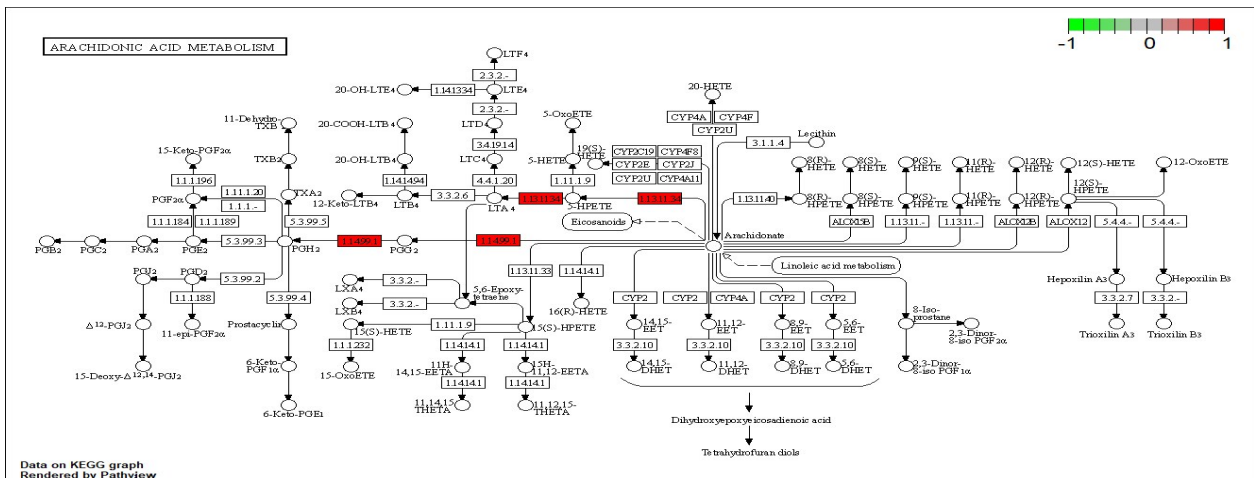 ARACHIDONIC ACID METABOLISM
-1 0 1
LTF4
2.3.2.-
20-OH-LTE4
1.14.13.34
LTE4
2.3.2.-
20-HETE
CYP4A
CYP4F
CYP2U
11-Dehydro-
TXB
20-COOH-LTB4
LTD4
5-OxoETE
3.4.19.14
Lecithin
3.1.1.4
15-Keto-PGF2α
TXB2
20-OH-LTB4
LTC4
5-HETE
19(S)-
HETE
CYP2C19
CYP4F8
CYP2E
CYP2J
CYP2U
CYP4A11
8(R)-
HETE
8(S)-
HETE
9(S)-
HETE
11(R)-
HETE
12(R)-
HETE
12(S)-HETE
12-OxoETE
1.1.1.196
1.1.1.20
1.1.1.-
1.14.14.94
4.4.1.20
1.11.1.9
PGF2α
TXA2
12-Keto-LTB4
LTB4
3.3.2.6
LTA4
1.13.11.34
5-HPETE
1.13.11.34
1.13.11.40
8(R)-
HPETE
8(S)-
HPETE
9(S)-
HPETE
11(R)-
HPETE
12(R)-
HPETE
12(S)-
HPETE
1.1.1.184
1.1.1.189
5.3.99.5
Eicosanoids
ALOX15B
1.13.11.-
1.13.11.-
ALOX12B
ALOX12
5.4.4.-
5.4.4.-
PGB2
PGC2
PGA2
PGE2
5.3.99.3
PGH2
1.14.99.1
PGG2
1.14.99.1
Arachidonate
PGJ2
PGD2
5.3.99.2
LXA4
3.3.2.-
5,6-Epoxy-
tetraene
1.13.11.33
1.14.14.1
Linoleic acid metabolism
Hepoxilin A3
Hepoxilin B3
1.1.1.188
5.3.99.4
LXB4
3.3.2.-
16(R)-HETE
CYP2
CYP2
CYP4A
CYP2
CYP2
8-Iso-
prostane
3.3.2.7
3.3.2.-
Δ12-PGJ2
11-epi-PGF2α
Prostacyclin
15(S)-HETE
1.11.1.9
15(S)-HPETE
14,15-
EET
11,12-
EET
8,9-
EET
5,6-
EET
2,3-Dinor-
8-iso PGF2α
Trioxilin A3
Trioxilin B3
1.1.1.232
1.14.14.1
1.14.14.1
3.3.2.10
3.3.2.10
3.3.2.10
3.3.2.10
15-Deoxy-Δ12,14-PGJ2
6-Keto-
PGF1α
15-OxoETE
11H-
14,15-EETA
15H-
11,12-EETA
14,15-
DHET
11,12-
DHET
8,9-
DHET
5,6-
DHET
2,3-Dinor-
8-iso PGF1α
1.14.14.1
1.14.14.1
6-Keto-PGE1
11,14,15-
THETA
11,12,15-
THETA
Dihydroxyepoxyeicosadienoic acid
Tetrahydrofuran diols
Data on KEGG graph
Rendered by Pathview